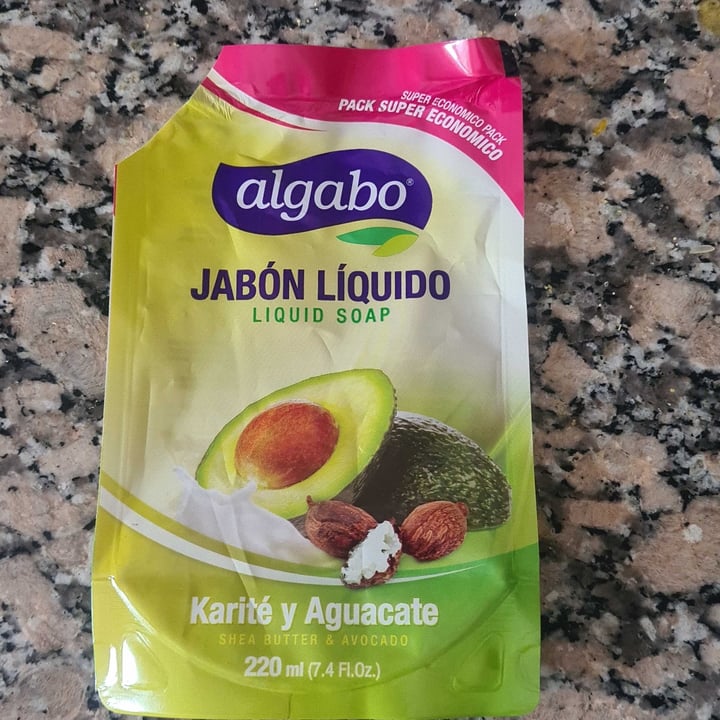 SUPER ECONOMICO PACK
PACK SUPER ECONOMICO
algabo®
JABÓN LÍQUIDO
LIQUID SOAP
Karité y Aguacate
SHEA BUTTER & AVOCADO
220 ml (7.4 Fl.Oz.)